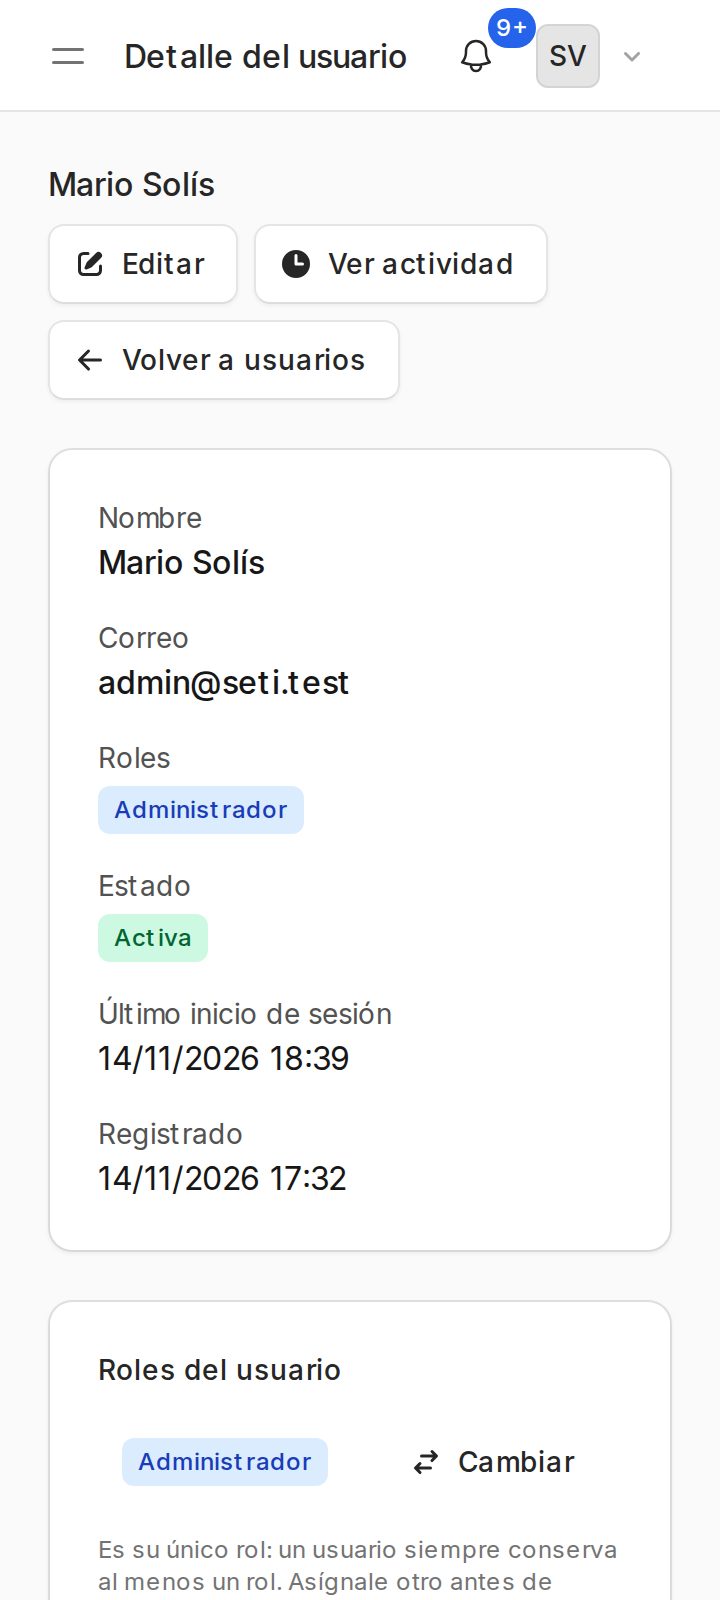 Detalle del usuario
9+
SV
Mario Solís
Editar
Ver actividad
Volver a usuarios
Nombre
Mario Solís
Correo
admin@seti.test
Roles
Administrador
Estado
Activa
Último inicio de sesión
14/11/2026 18:39
Registrado
14/11/2026 17:32
Roles del usuario
Administrador
Cambiar
Es su único rol: un usuario siempre conserva
al menos un rol. Asígnale otro antes de